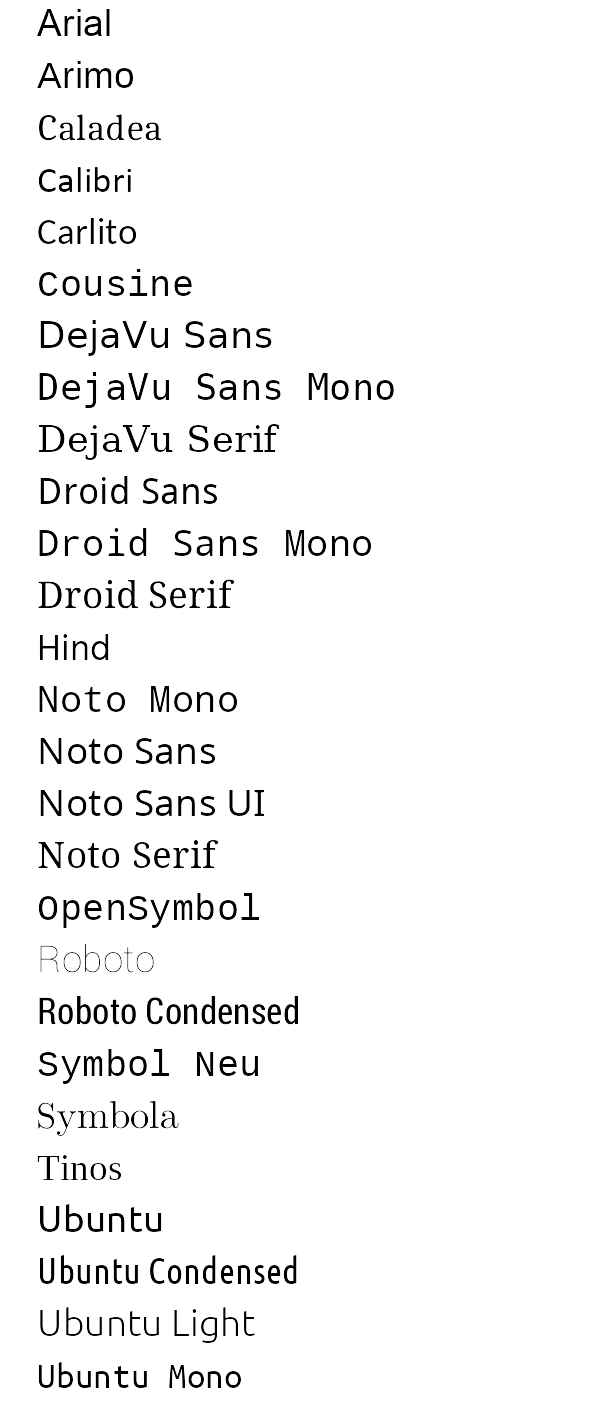 Arial
Arimo
Caladea
Calibri
Carlito
Cousine
DejaVu Sans
DejaVu Sans Mono
DejaVu Serif
Droid Sans
Droid Sans Mono
Droid Serif
Hind
Noto Mono
Noto Sans
Noto Sans UI
Noto Serif
OpenSymbol
Roboto
Roboto Condensed
Symbol Neu
Symbola
Tinos
Ubuntu
Ubuntu Condensed
Ubuntu Light
Ubuntu Mono